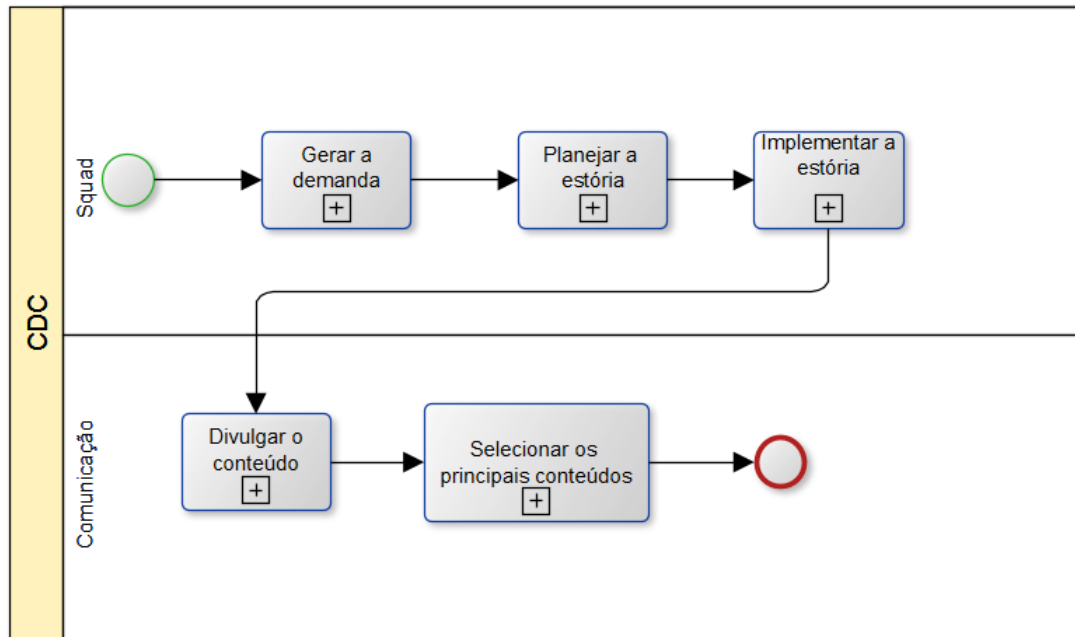 CDC
Squad
Gerar a
demanda
Planejar a
estória
Implementar a
estória
Comunicação
Divulgar o
conteúdo
Selecionar os
principais conteúdos